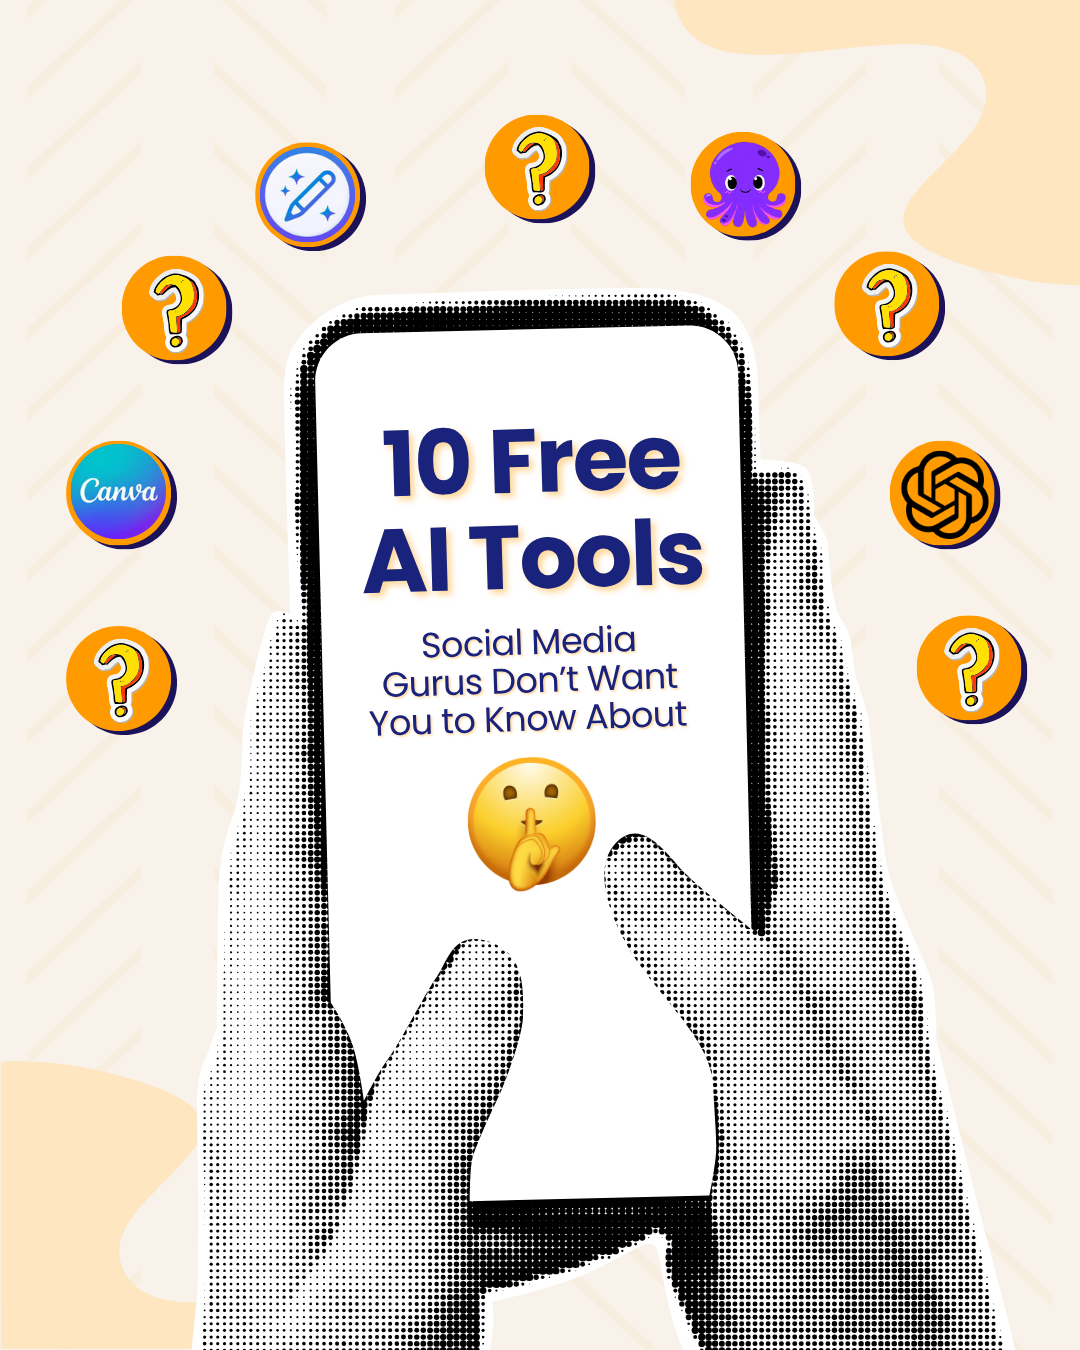 Canva
10 Free
AI Tools
Social Media
Gurus Don’t Want
You to Know About